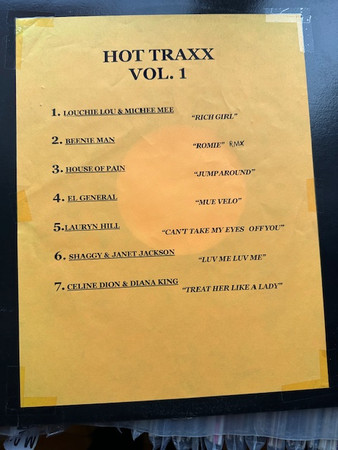 HOT TRAXX
VOL. 1
1. LOUCHIE LOU & MICHEE MEE "RICH GIRL"
2. BEENIE MAN "ROMIE" RMX
3. HOUSE OF PAIN "JUMPAROUND"
4. EL GENERAL "MUE VELO"
5. LAURYN HILL "CAN'T TAKE MY EYES OFF YOU"
6. SHAGGY & JANET JACKSON "LUV ME LUV ME"
7. CELINE DION & DIANA KING "TREAT HER LIKE A LADY"